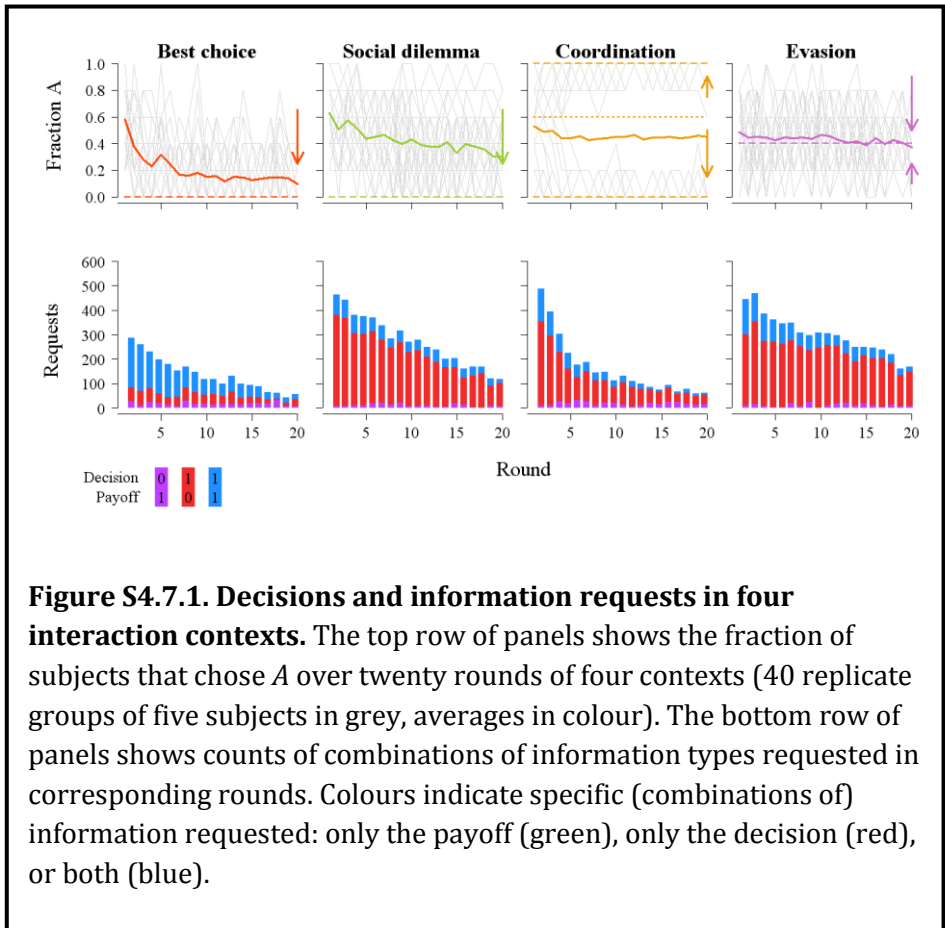 Best choice Social dilemma Coordination Evasion
Fraction A
1.0
0.8
0.6
0.4
0.2
0.0
5 10 15 20 5 10 15 20 5 10 15 20 5 10 15 20
Requests
600
500
400
300
200
100
0
Round
Decision 0 1 1
Payoff 1 0 1
Figure S4.7.1. Decisions and information requests in four
interaction contexts. The top row of panels shows the fraction of
subjects that chose A over twenty rounds of four contexts (40 replicate
groups of five subjects in grey, averages in colour). The bottom row of
panels shows counts of combinations of information types requested in
corresponding rounds. Colours indicate specific (combinations of)
information requested: only the payoff (green), only the decision (red),
or both (blue).